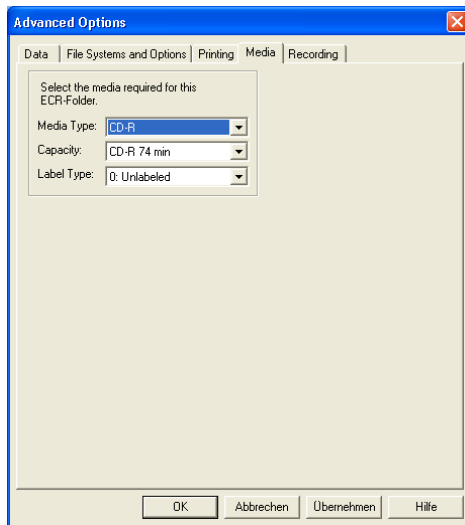 Advanced Options
Data File Systems and Options Printing Media Recording
Select the media required for this
ECR-Folder.
Media Type: CD-R
Capacity: CD-R 74 min
Label Type: 0: Unlabeled
OK Abbrechen Übernehmen Hilfe